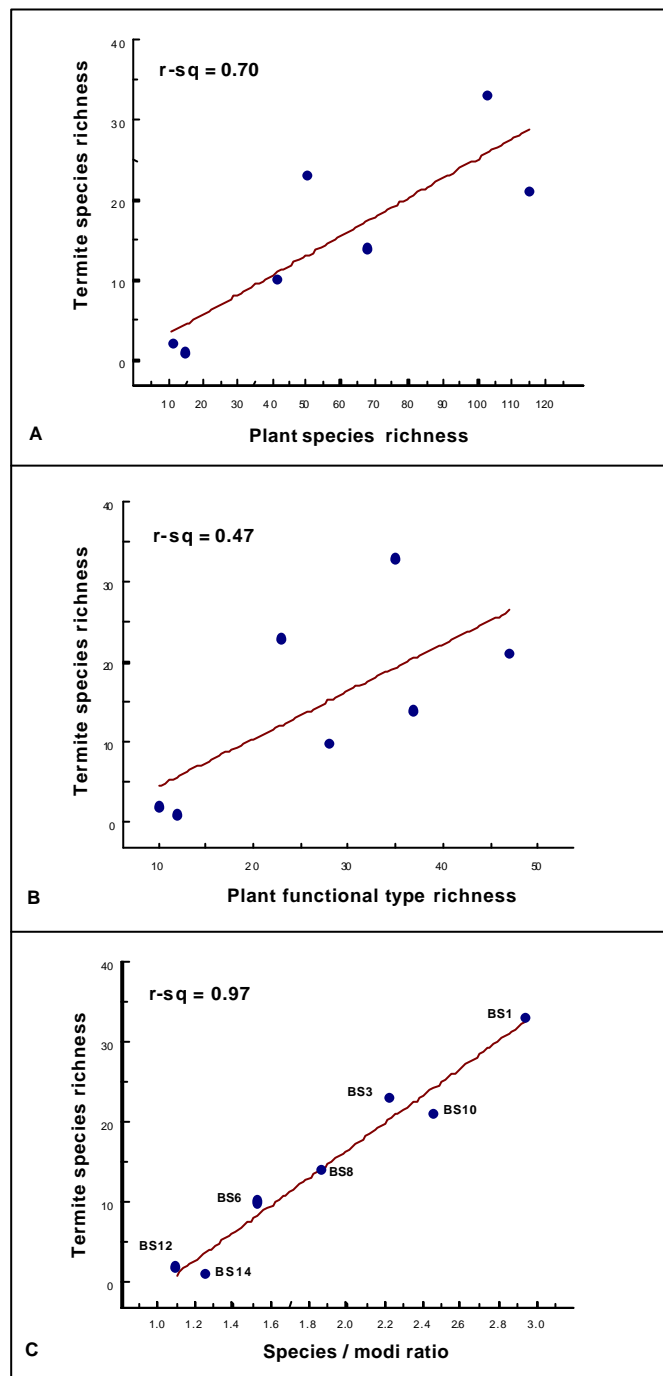 40
r-sq = 0.70
30
20
10
0
Termite species richness
10 20 30 40 50 60 70 80 90 100 110 120
A
Plant species richness
40
r-sq = 0.47
30
20
10
0
Termite species richness
10 20 30 40 50
B
Plant functional type richness
40
r-sq = 0.97
BS1
30
BS3
BS10
20
BS8
BS6
10
BS12
BS14
0
Termite species richness
1.0 1.2 1.4 1.6 1.8 2.0 2.2 2.4 2.6 2.8 3.0
C
Species / modi ratio